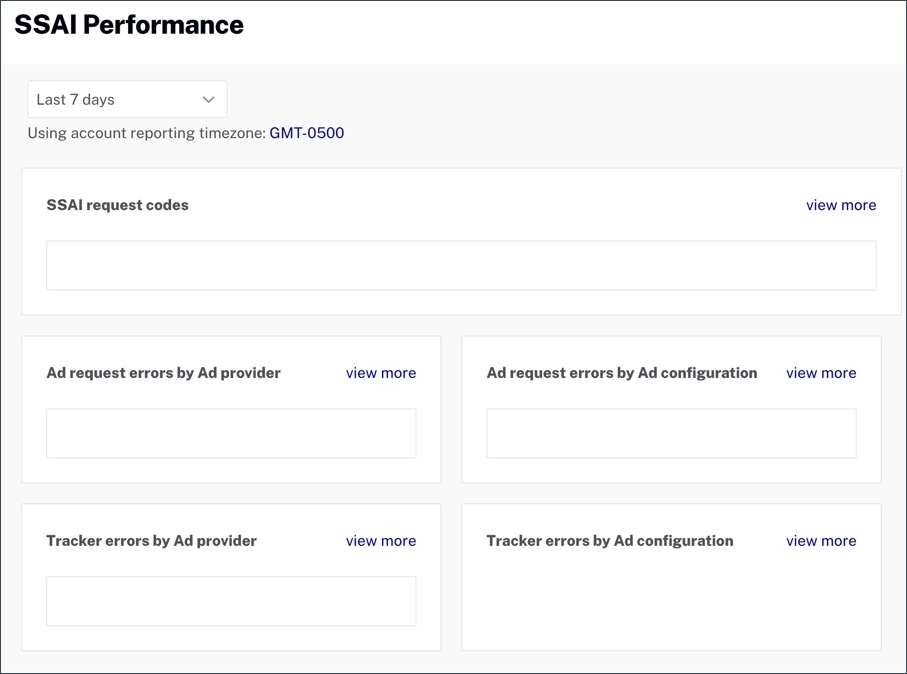 SSAI Performance
Last 7 days
Using account reporting timezone: GMT-0500
SSAI request codes view more
Ad request errors by Ad provider view more
Ad request errors by Ad configuration view more
Tracker errors by Ad provider view more
Tracker errors by Ad configuration view more